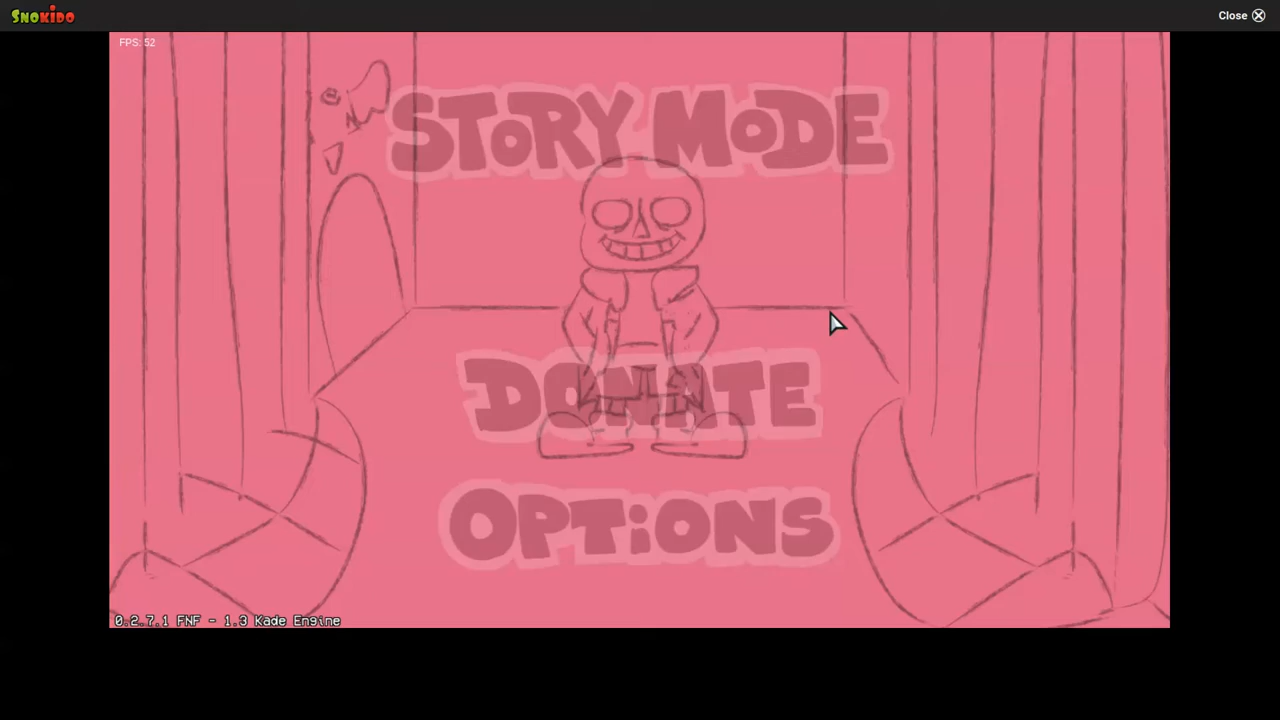 SNOKIDO
Close
FPS: 52
STORY MODE
DONATE
OPTIONS
0.2.7.1 FNF - 1.3 Kade Engine